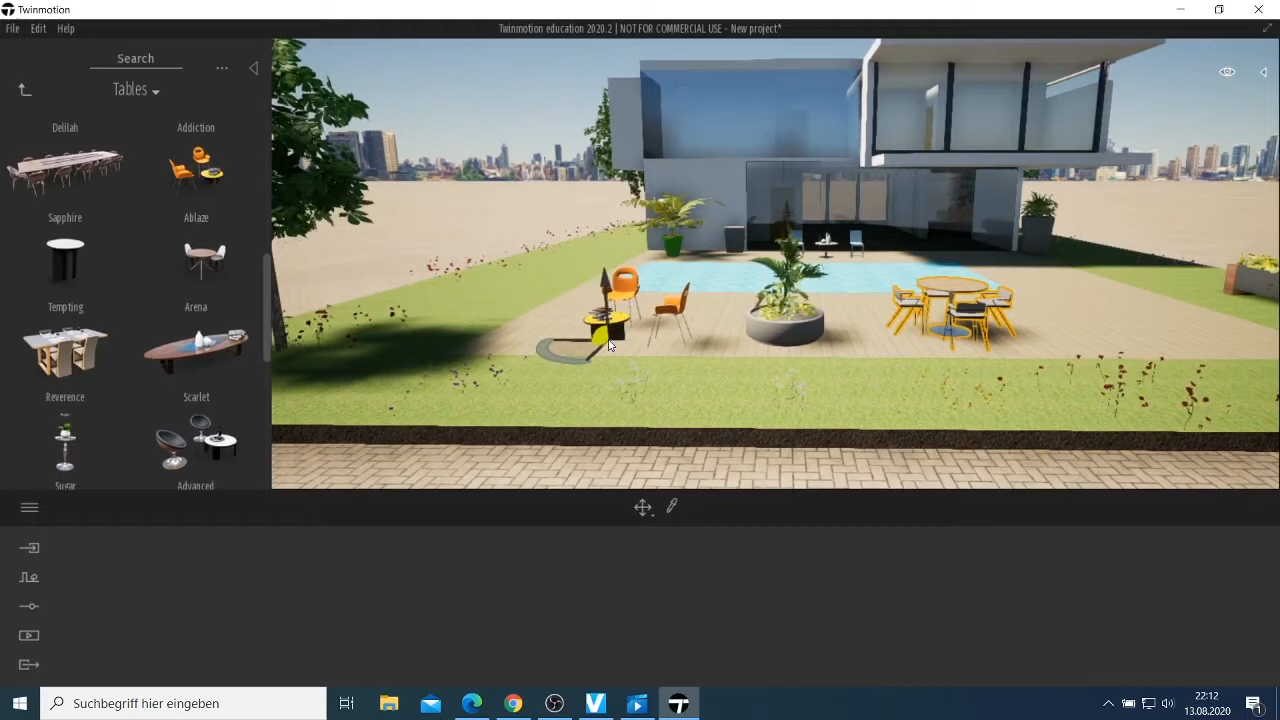 Twinmotion
File Edit Help
Twinmotion education 2020.2 | NOT FOR COMMERCIAL USE - New project*
Search
...
Tables
Delilah Addiction
Sapphire Ablaze
Tempting Arena
Reverence Scarlet
Sugar Advanced
Suchbegriff hier eingeben
22:12
13.08.2020
1